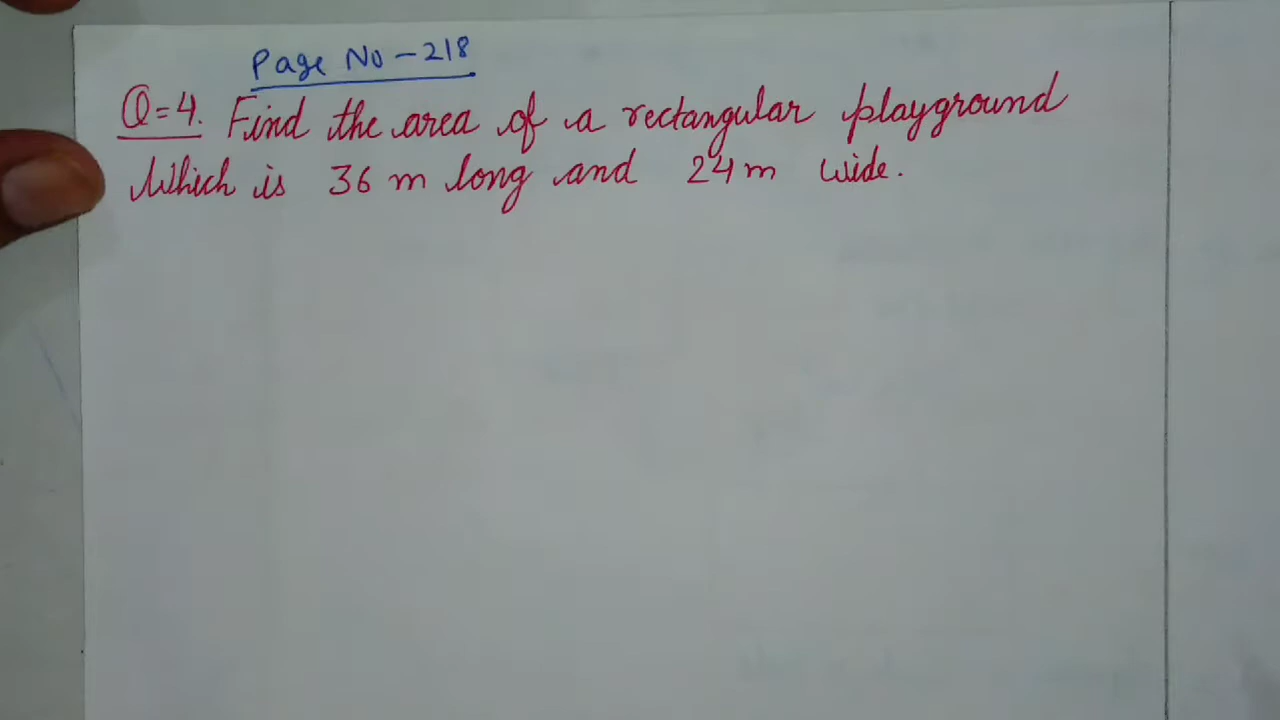 Page No - 218
Q=4. Find the area of a rectangular playground
Which is 36 m long and 24 m wide.